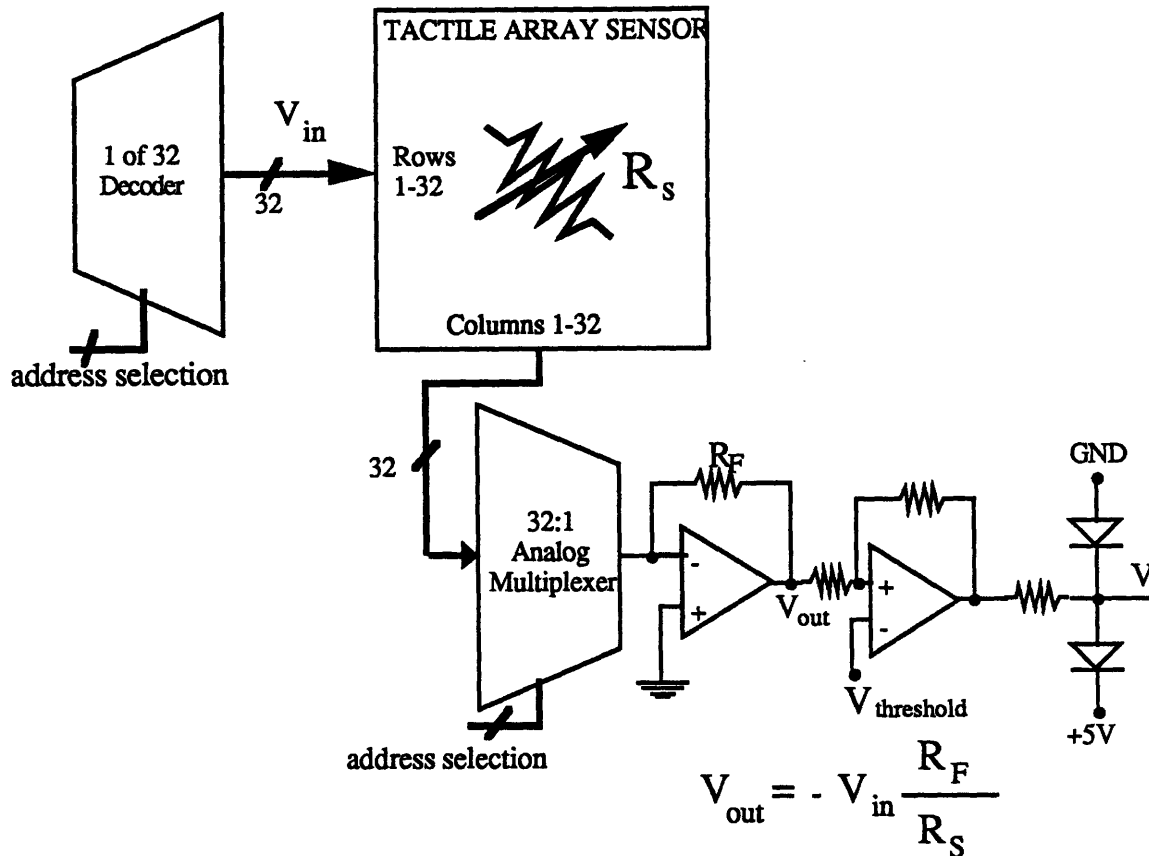 TACTILE ARRAY SENSOR
1 of 32
Decoder
V in
32
Rows
1-32
R s
Columns 1-32
address selection
32
32:1
Analog
Multiplexer
R F
-
+
V out
+
-
V threshold
GND
V
+5V
address selection
V out = - V in R F / R S